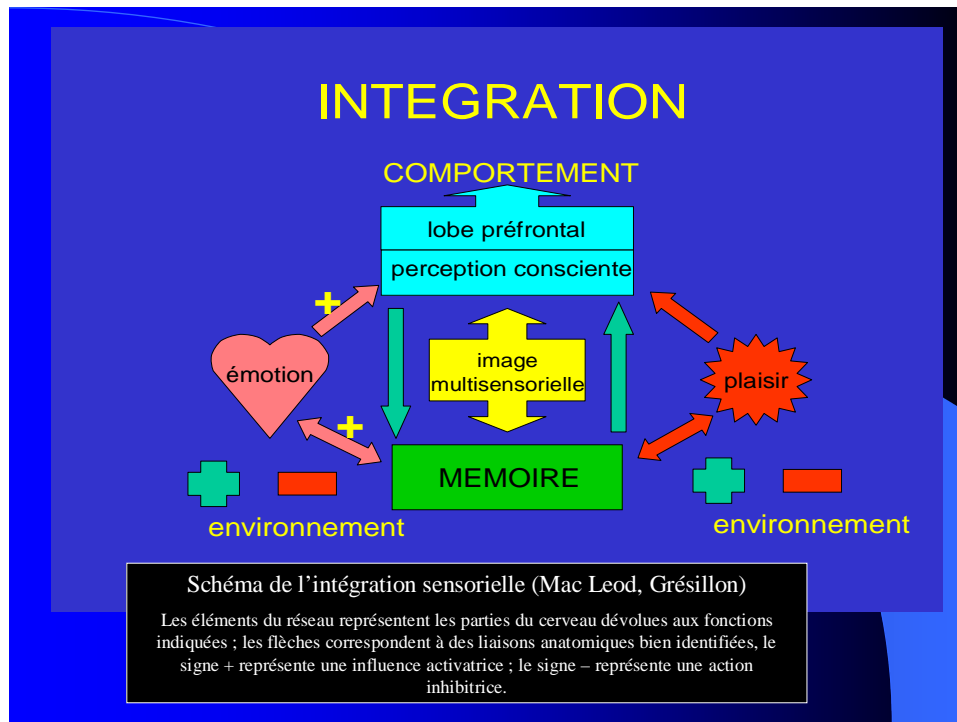 INTEGRATION
COMPORTEMENT
lobe préfrontal
perception consciente
+
émotion
image
multisensorielle
plaisir
+
MEMOIRE
environnement
environnement
Schéma de l’intégration sensorielle (Mac Leod, Grésillon)
Les éléments du réseau représentent les parties du cerveau dévolues aux fonctions
indiquées ; les flèches correspondent à des liaisons anatomiques bien identifiées, le
signe + représente une influence activatrice ; le signe – représente une action
inhibitrice.